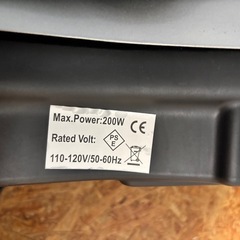 Max.Power:200W CE
Rated Volt: PS E
110-120V/50-60Hz